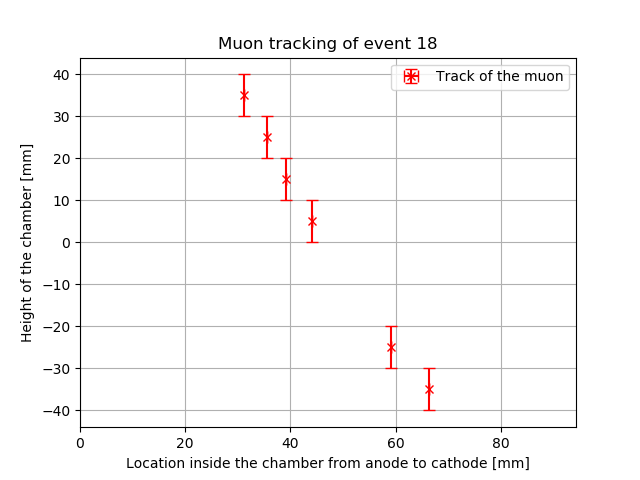 Muon tracking of event 18
Track of the muon
40
30
20
10
0
−10
−20
−30
−40
Height of the chamber [mm]
0 20 40 60 80
Location inside the chamber from anode to cathode [mm]